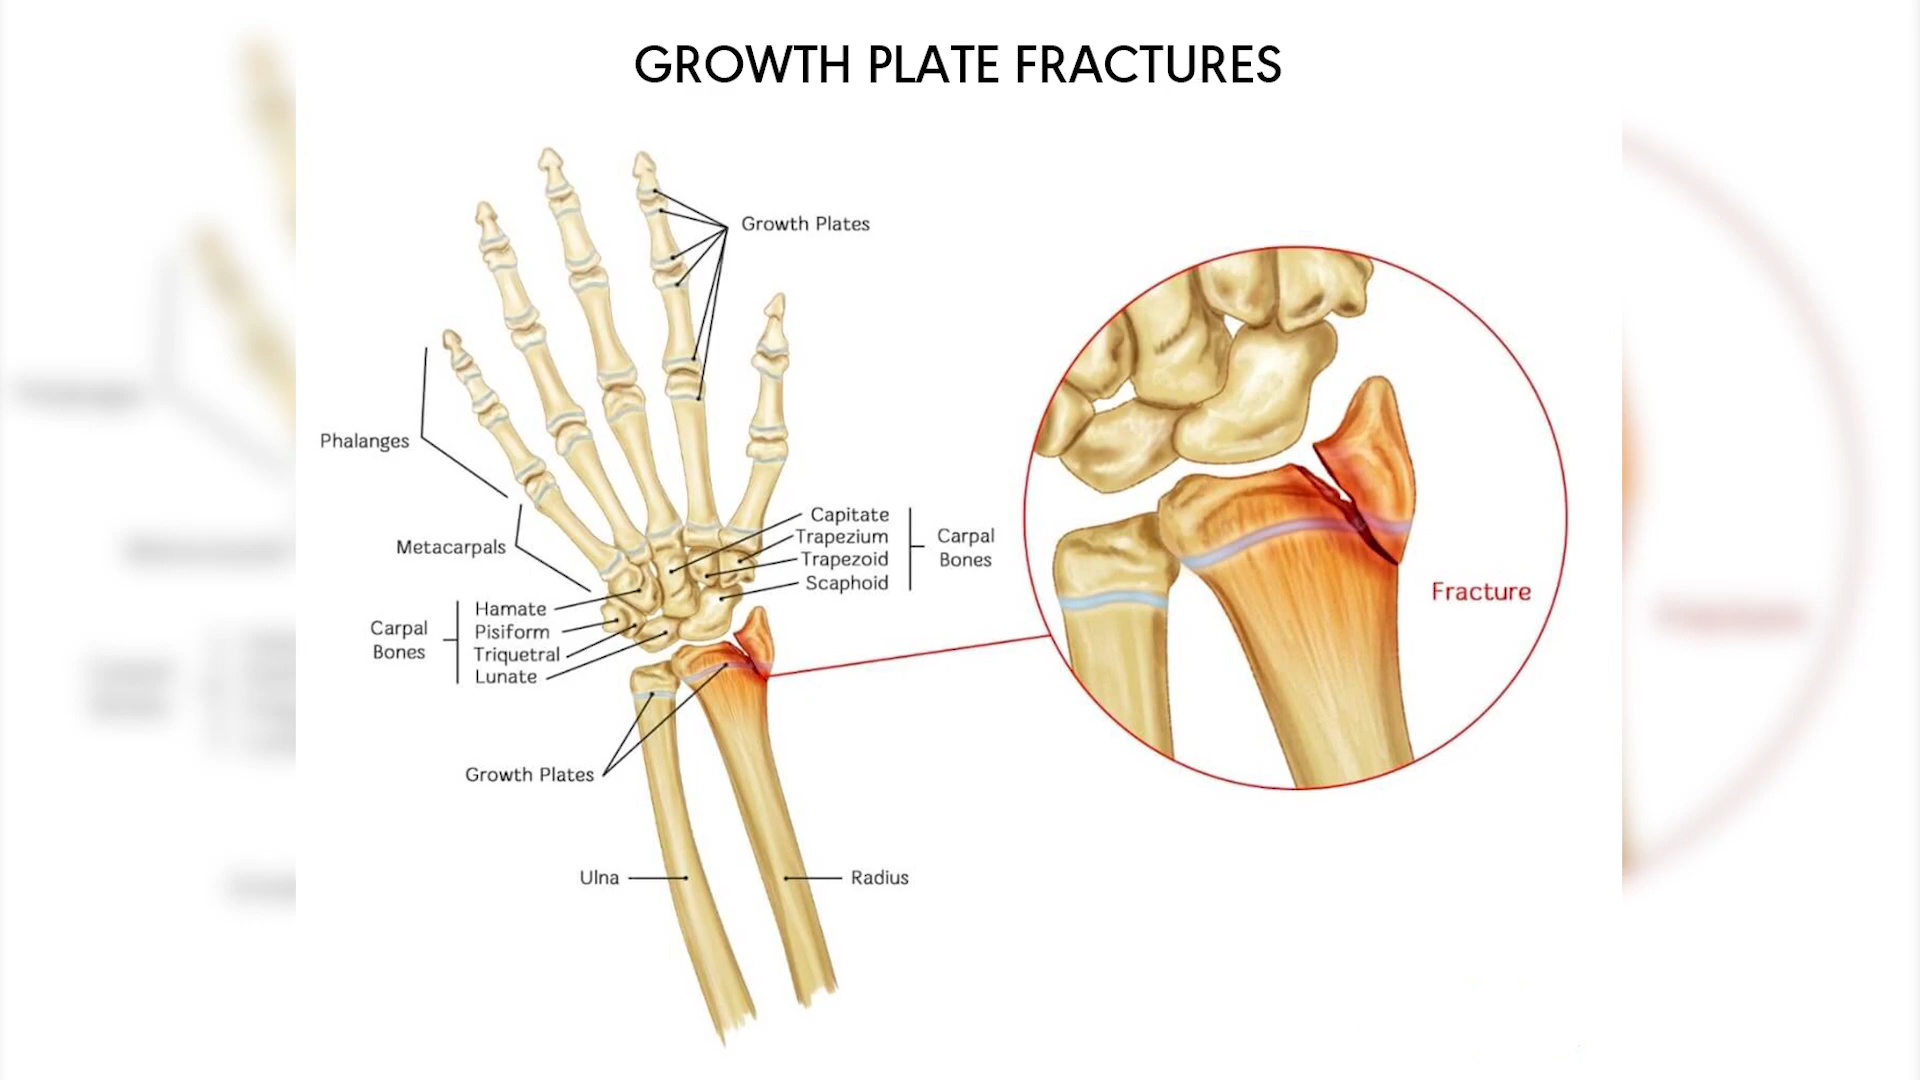 GROWTH PLATE FRACTURES
Growth Plates
Phalanges
Metacarpals
Capitate
Trapezium
Trapezoid
Scaphoid
Carpal
Bones
Hamate
Pisiform
Triquetral
Lunate
Carpal
Bones
Fracture
Growth Plates
Ulna
Radius